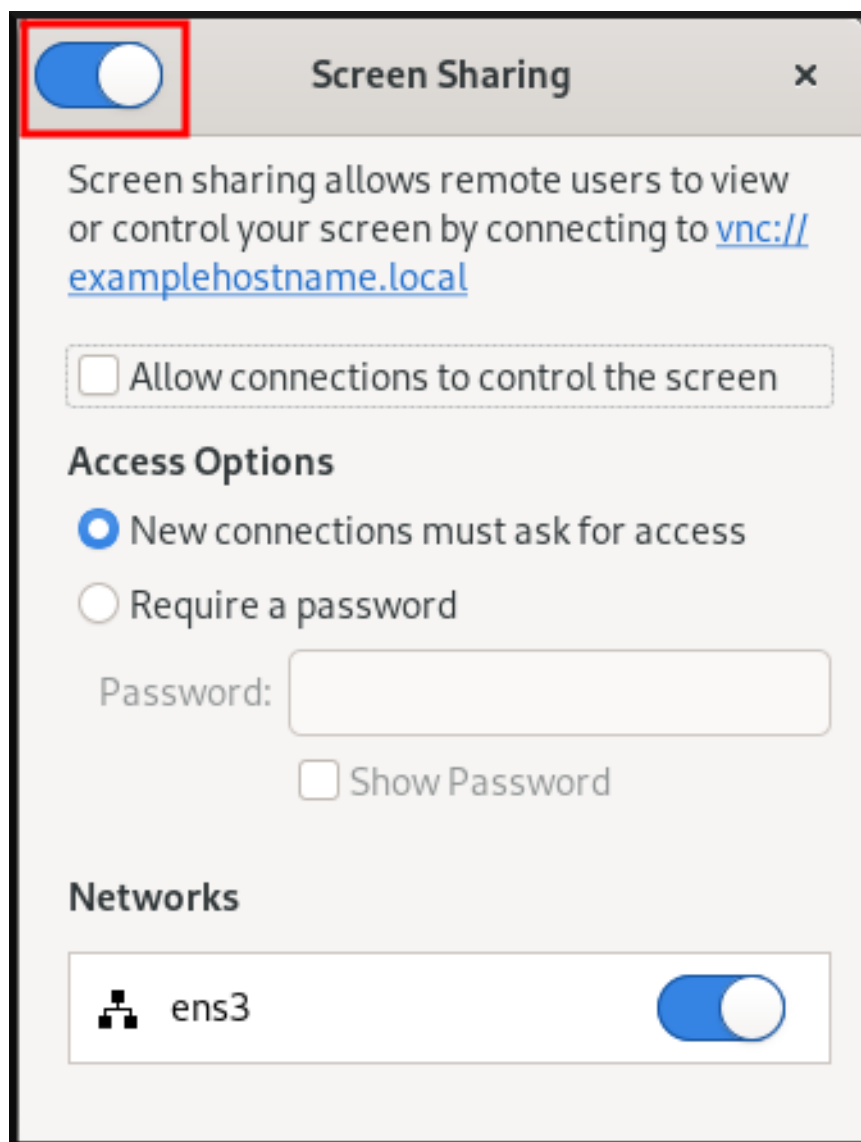 Screen Sharing
Screen sharing allows remote users to view
or control your screen by connecting to vnc://
examplehostname.local
Allow connections to control the screen
Access Options
New connections must ask for access
Require a password
Password:
Show Password
Networks
ens3